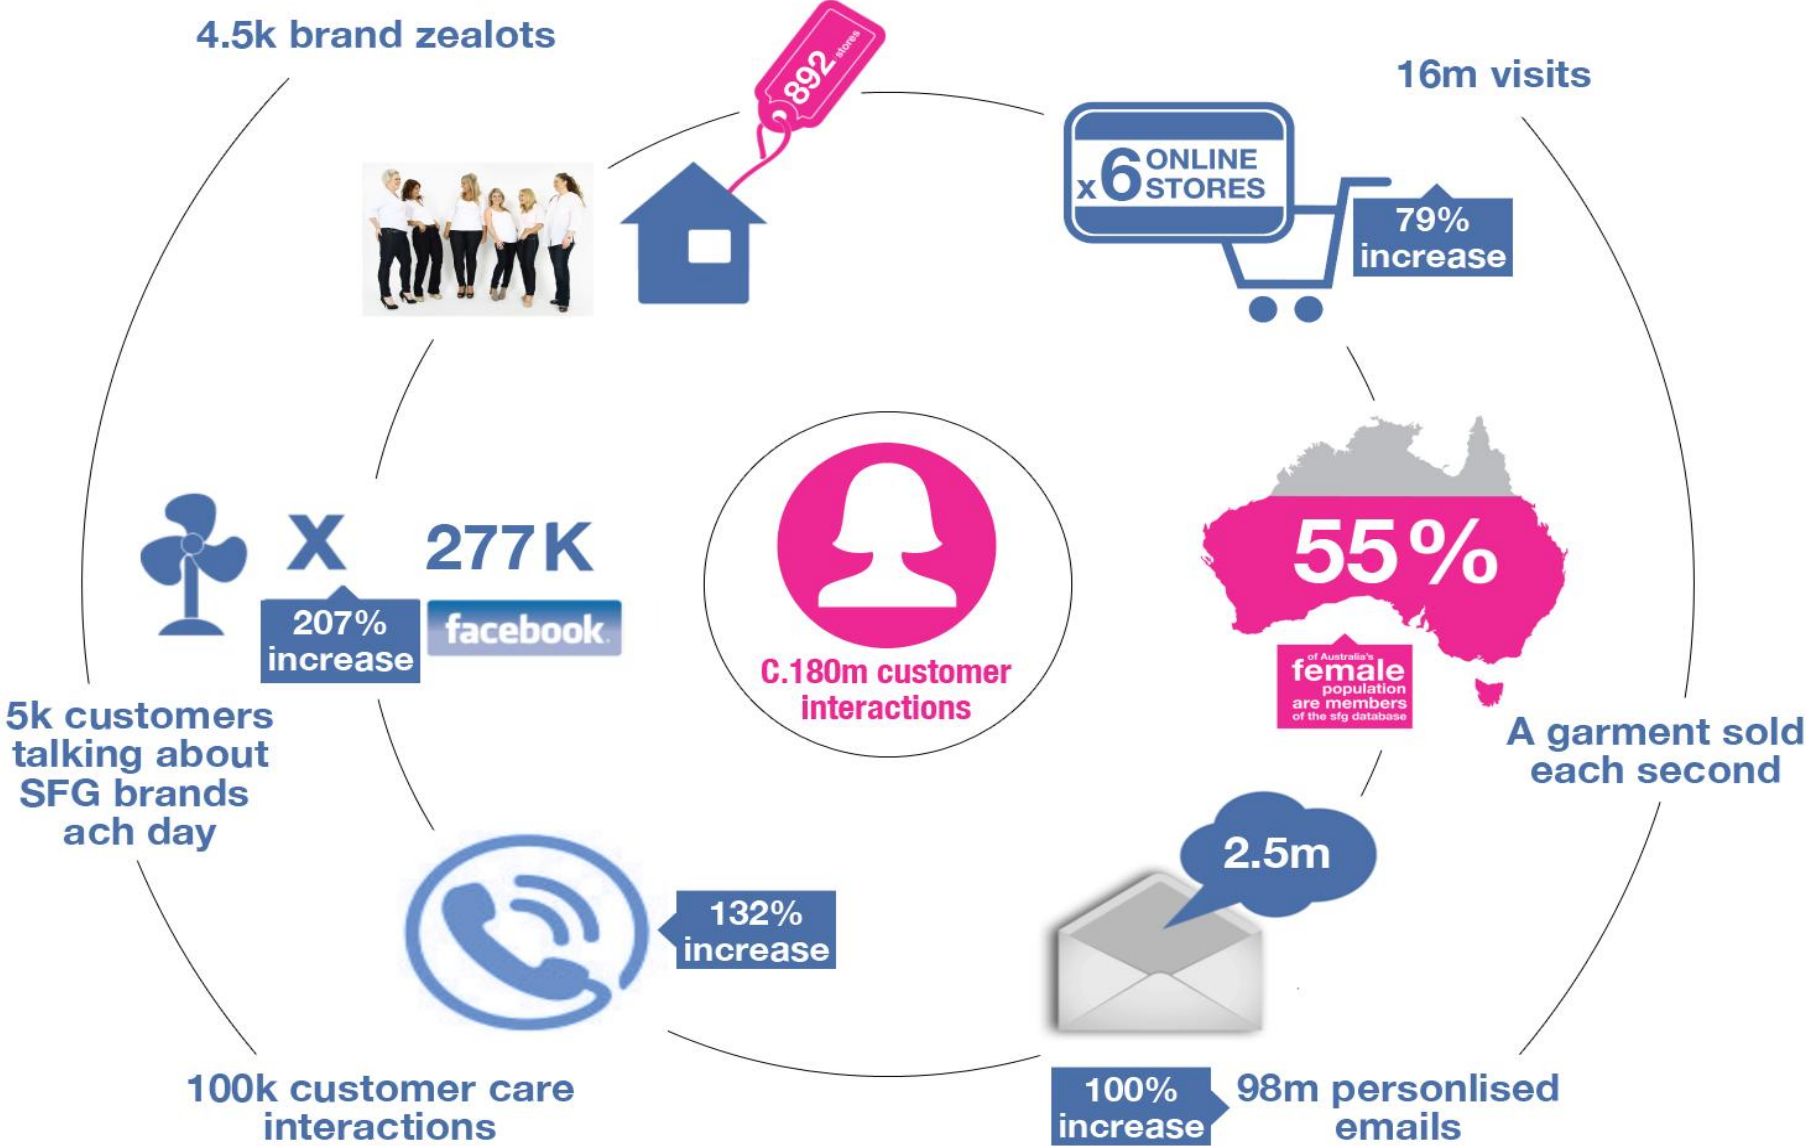 4.5k brand zealots
892 stores
16m visits
x6 ONLINE
STORES
79%
increase
55%
of Australia's
female
population
are members
of the sfg database
X 277K
207%
increase
facebook
C.180m customer
interactions
5k customers
talking about
SFG brands
ach day
A garment sold
each second
2.5m
132%
increase
100k customer care
interactions
100%
increase
98m personlised
emails